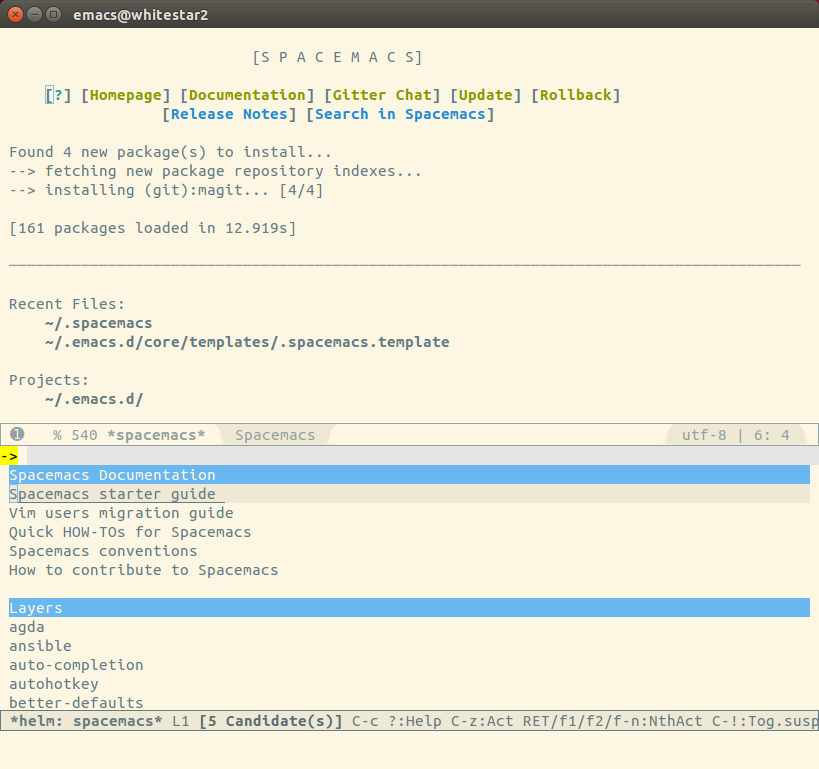 emacs@whitestar2
[S P A C E M A C S]
[?] [Homepage] [Documentation] [Gitter Chat] [Update] [Rollback]
[Release Notes] [Search in Spacemacs]
Found 4 new package(s) to install...
--> fetching new package repository indexes...
--> installing (git):magit... [4/4]
[161 packages loaded in 12.919s]
Recent Files:
~/.spacemacs
~/.emacs.d/core/templates/.spacemacs.template
Projects:
~/.emacs.d/
❶ % 540 *spacemacs* Spacemacs utf-8 | 6: 4
->
Spacemacs Documentation
Spacemacs starter guide
Vim users migration guide
Quick HOW-TOs for Spacemacs
Spacemacs conventions
How to contribute to Spacemacs
Layers
agda
ansible
auto-completion
autohotkey
better-defaults
*helm: spacemacs* L1 [5 Candidate(s)] C-c ?:Help C-z:Act RET/f1/f2/f-n:NthAct C-!:Tog.susp